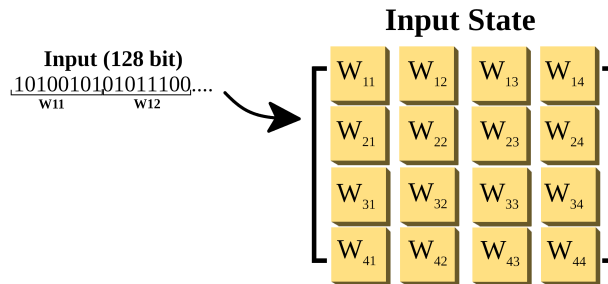 Input State
Input (128 bit)
1010010101011100....
W11 W12
W11 W12 W13 W14
W21 W22 W23 W24
W31 W32 W33 W34
W41 W42 W43 W44